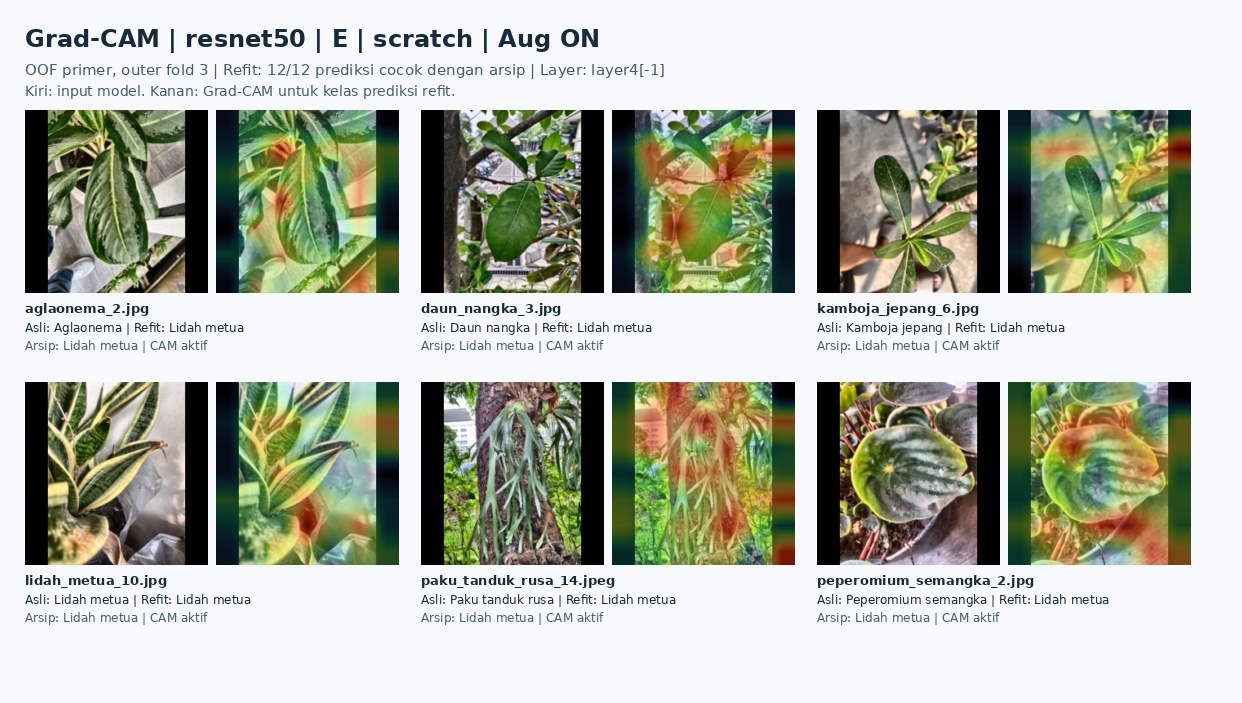 Grad-CAM | resnet50 | E | scratch | Aug ON
OOF primer, outer fold 3 | Refit: 12/12 prediksi cocok dengan arsip | Layer: layer4[-1]
Kiri: input model. Kanan: Grad-CAM untuk kelas prediksi refit.
aglaonema_2.jpg
Asli: Aglaonema | Refit: Lidah metua
Arsip: Lidah metua | CAM aktif
daun_nangka_3.jpg
Asli: Daun nangka | Refit: Lidah metua
Arsip: Lidah metua | CAM aktif
kamboja_jepang_6.jpg
Asli: Kamboja jepang | Refit: Lidah metua
Arsip: Lidah metua | CAM aktif
lidah_metua_10.jpg
Asli: Lidah metua | Refit: Lidah metua
Arsip: Lidah metua | CAM aktif
paku_tanduk_rusa_14.jpeg
Asli: Paku tanduk rusa | Refit: Lidah metua
Arsip: Lidah metua | CAM aktif
peperomium_semangka_2.jpg
Asli: Peperomium semangka | Refit: Lidah metua
Arsip: Lidah metua | CAM aktif